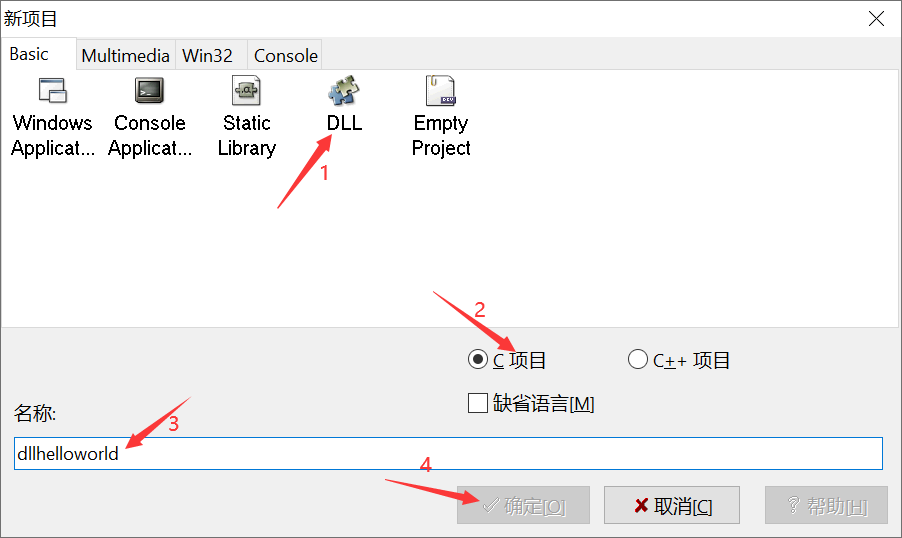 新项目
Basic
Multimedia
Win32
Console
Windows
Applicat...
Console
Applicat...
Static
Library
DLL
Empty
Project
1
2
C 项目
C++ 项目
缺省语言[M]
名称:
3
dllhelloworld
4
确定[O]
取消[C]
帮助[H]